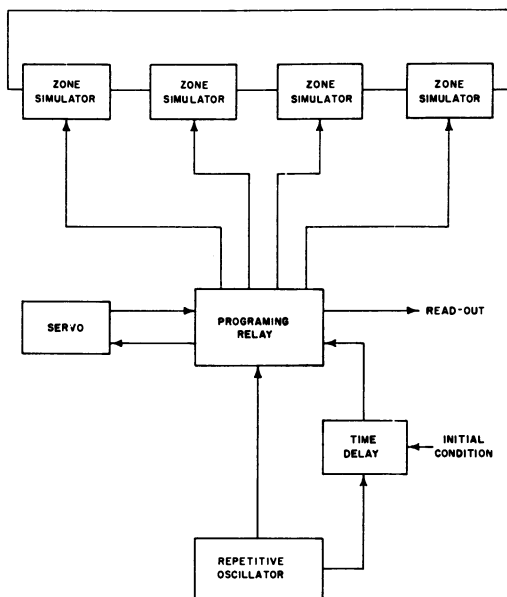 ZONE
SIMULATOR
ZONE
SIMULATOR
ZONE
SIMULATOR
ZONE
SIMULATOR
SERVO
PROGRAMING
RELAY
READ-OUT
TIME
DELAY
INITIAL
CONDITION
REPETITIVE
OSCILLATOR